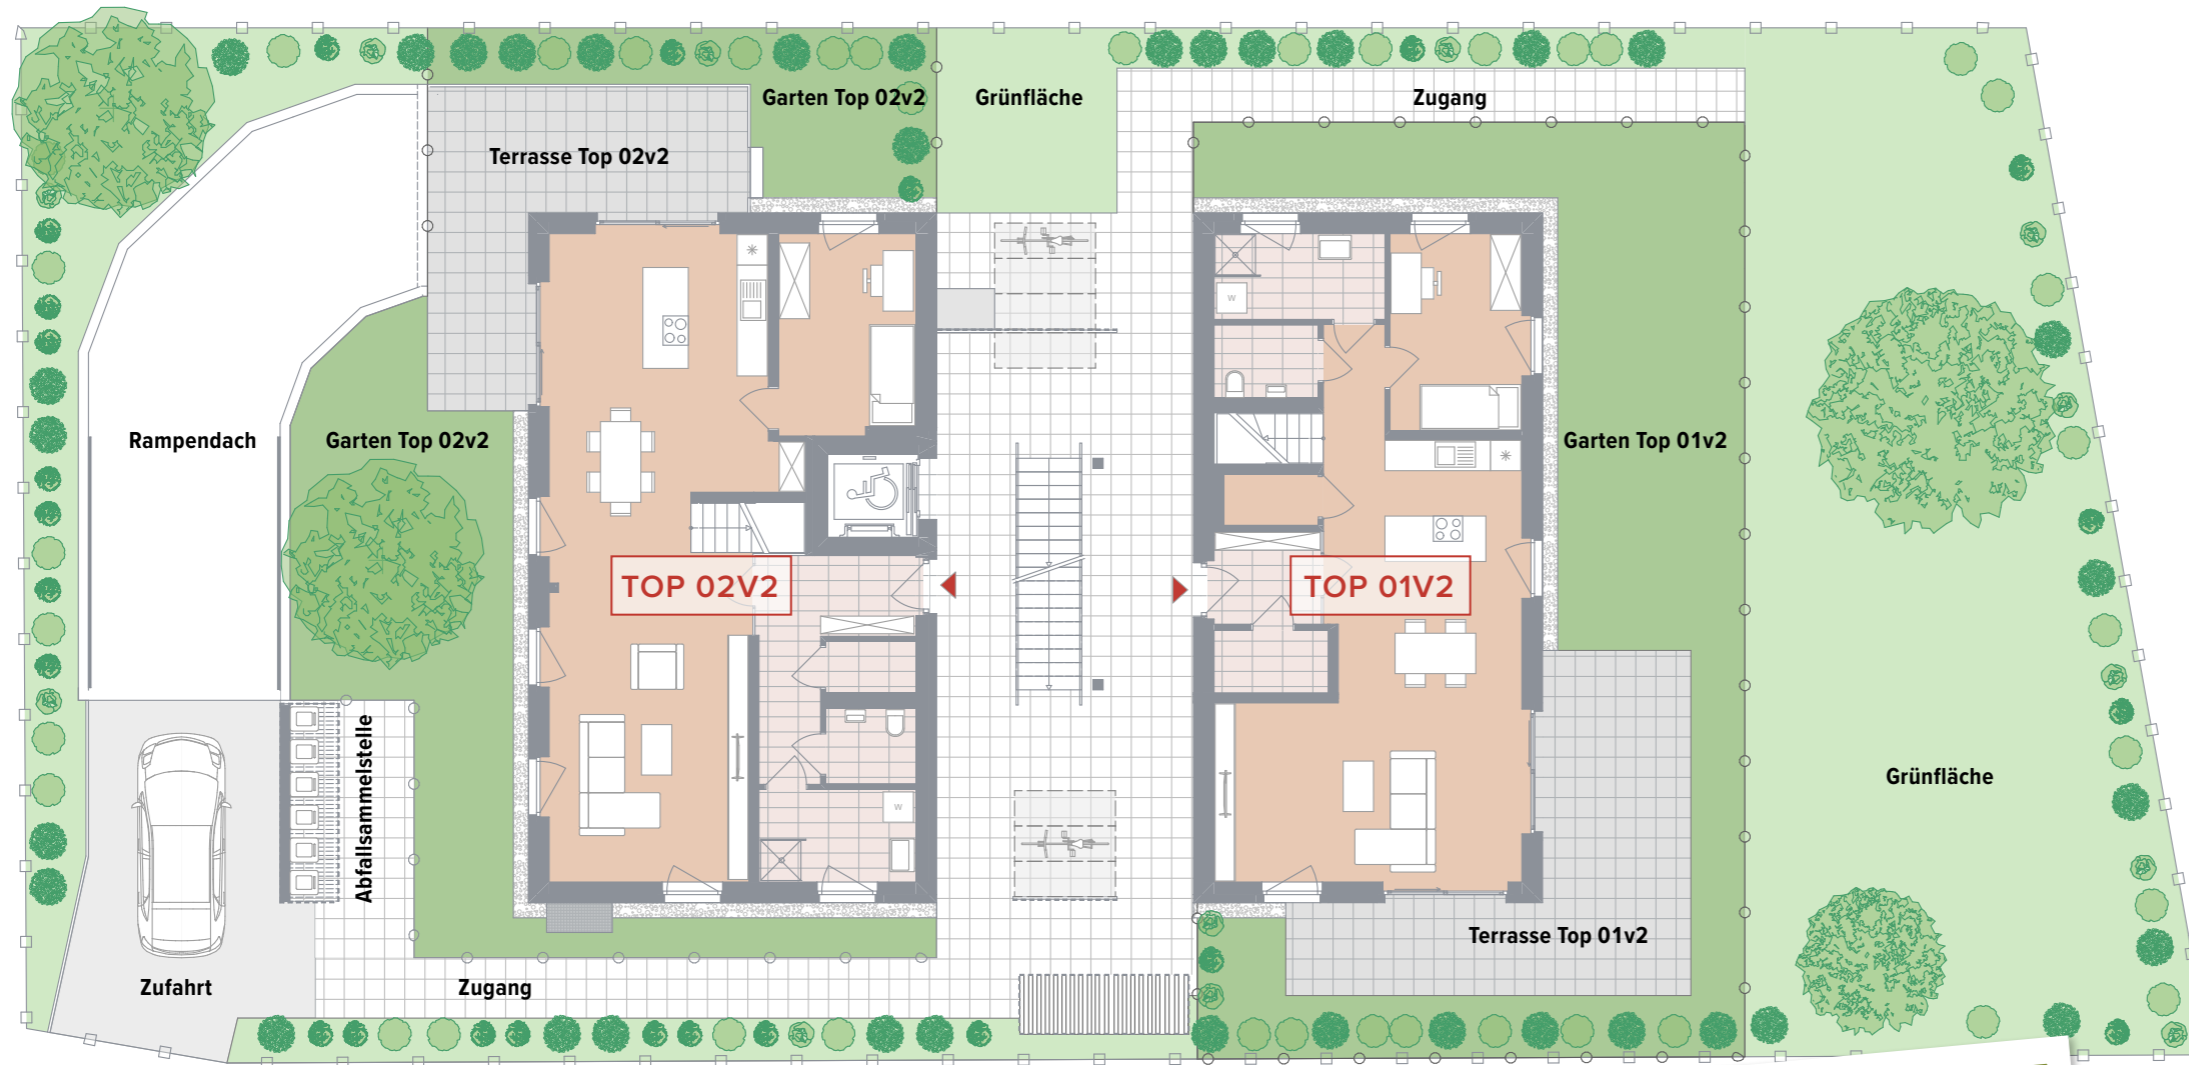 Garten Top 02v2
Grünfläche
Zugang
Terrasse Top 02v2
Rampendach
Garten Top 02v2
Garten Top 01v2
W
TOP 02V2
TOP 01V2
Abfallsammelstelle
Grünfläche
W
Terrasse Top 01v2
Zufahrt
Zugang